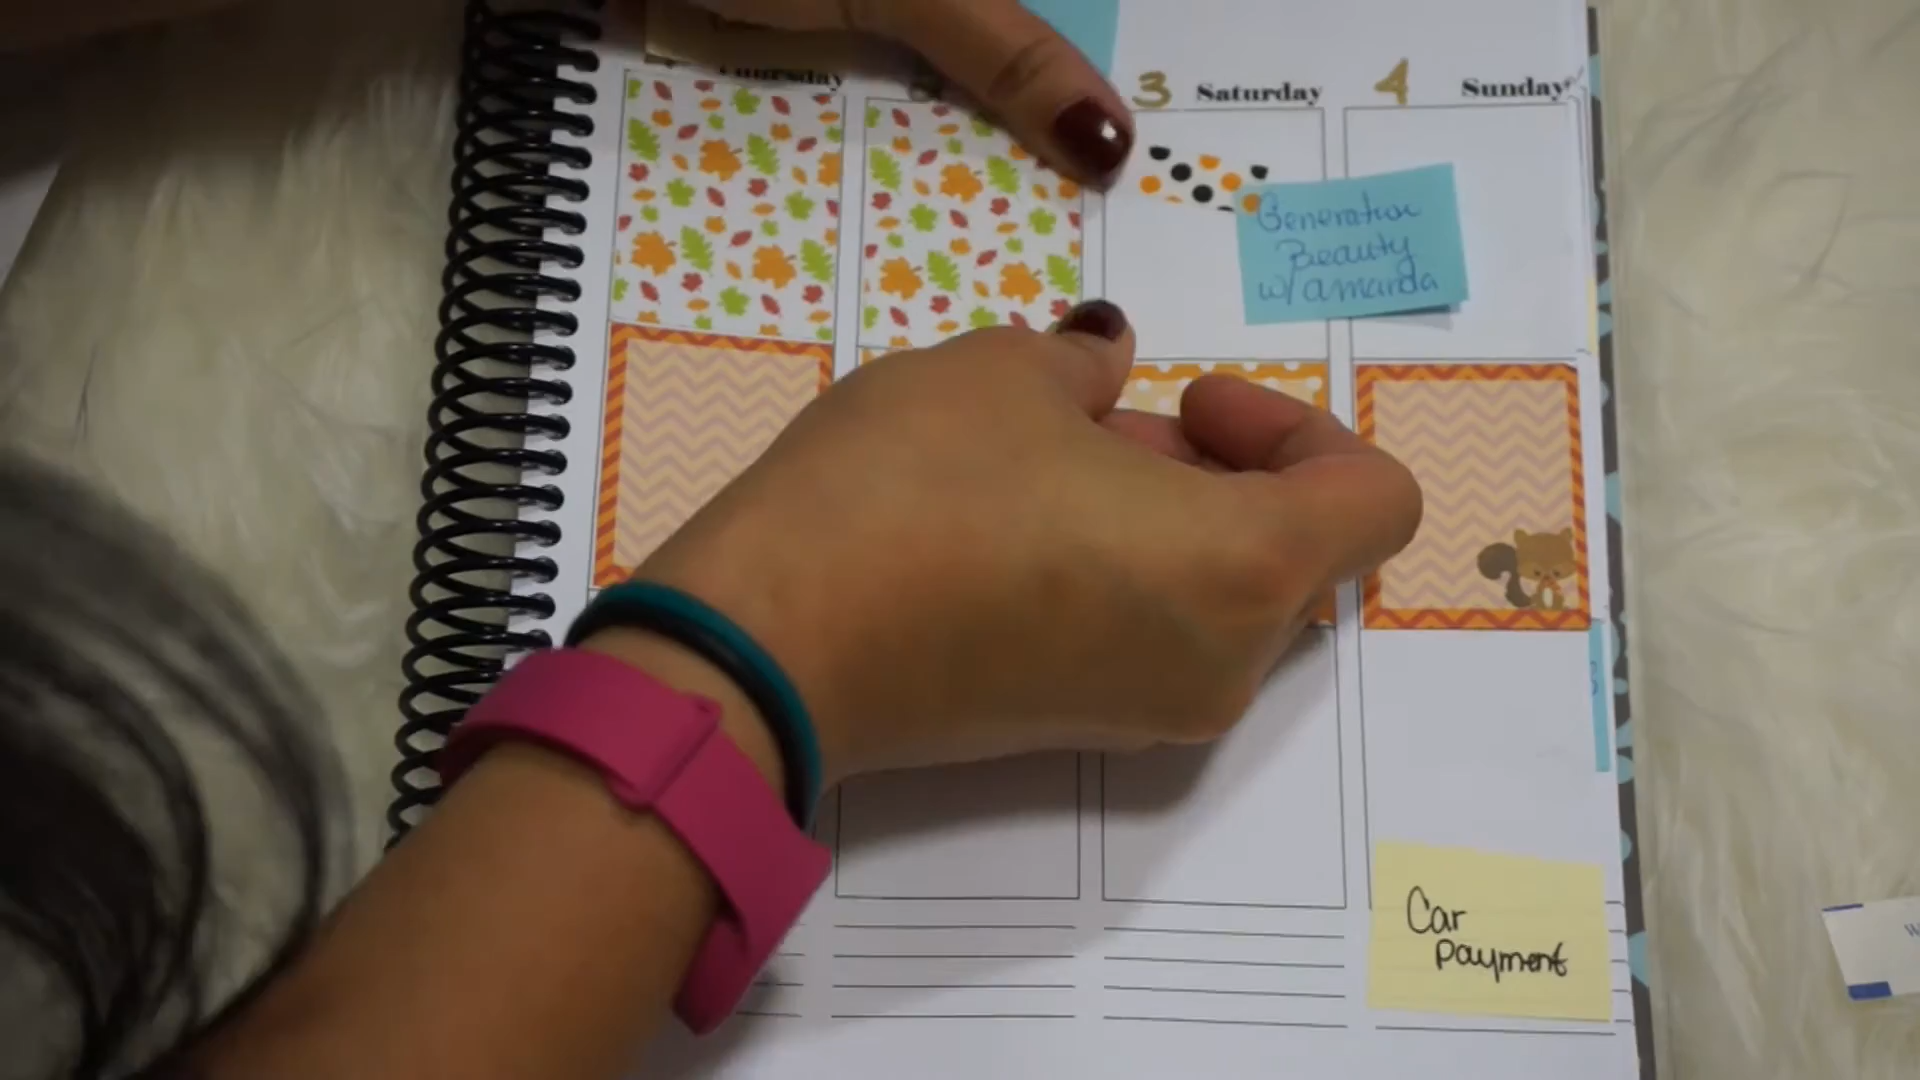 Thursday
3 Saturday
4 Sunday
Generation
Beauty
w/ amanda
Car
payment